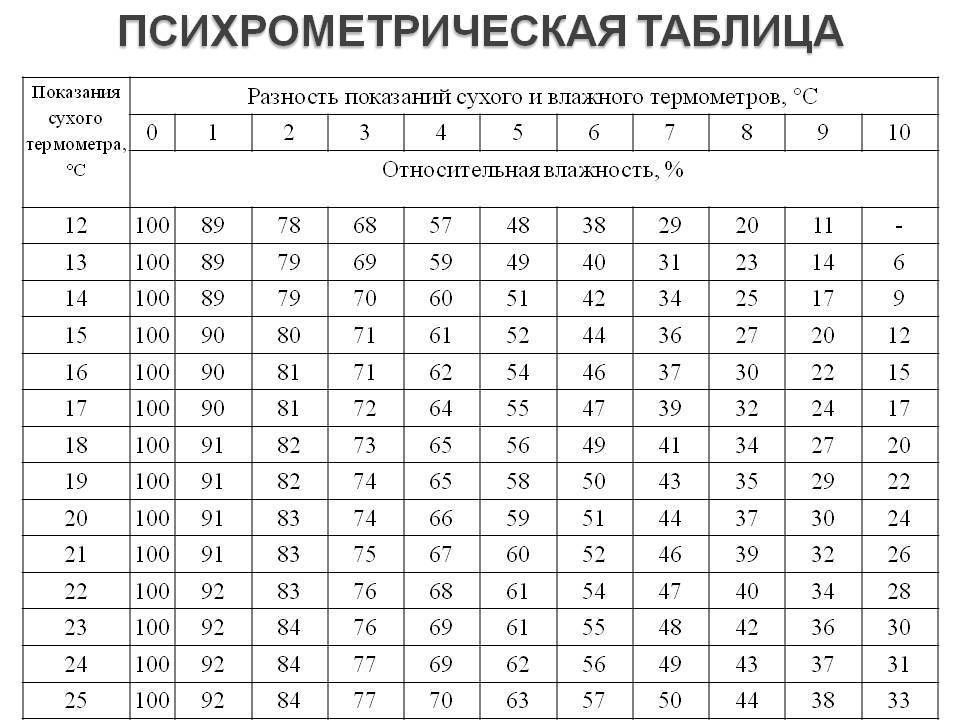 ПСИХРОМЕТРИЧЕСКАЯ ТАБЛИЦА
Показания сухого термометра, °С
Разность показаний сухого и влажного термометров, °С
0 1 2 3 4 5 6 7 8 9 10
Относительная влажность, %
12 100 89 78 68 57 48 38 29 20 11 -
13 100 89 79 69 59 49 40 31 23 14 6
14 100 89 79 70 60 51 42 34 25 17 9
15 100 90 80 71 61 52 44 36 27 20 12
16 100 90 81 71 62 54 46 37 30 22 15
17 100 90 81 72 64 55 47 39 32 24 17
18 100 91 82 73 65 56 49 41 34 27 20
19 100 91 82 74 65 58 50 43 35 29 22
20 100 91 83 74 66 59 51 44 37 30 24
21 100 91 83 75 67 60 52 46 39 32 26
22 100 92 83 76 68 61 54 47 40 34 28
23 100 92 84 76 69 61 55 48 42 36 30
24 100 92 84 77 69 62 56 49 43 37 31
25 100 92 84 77 70 63 57 50 44 38 33